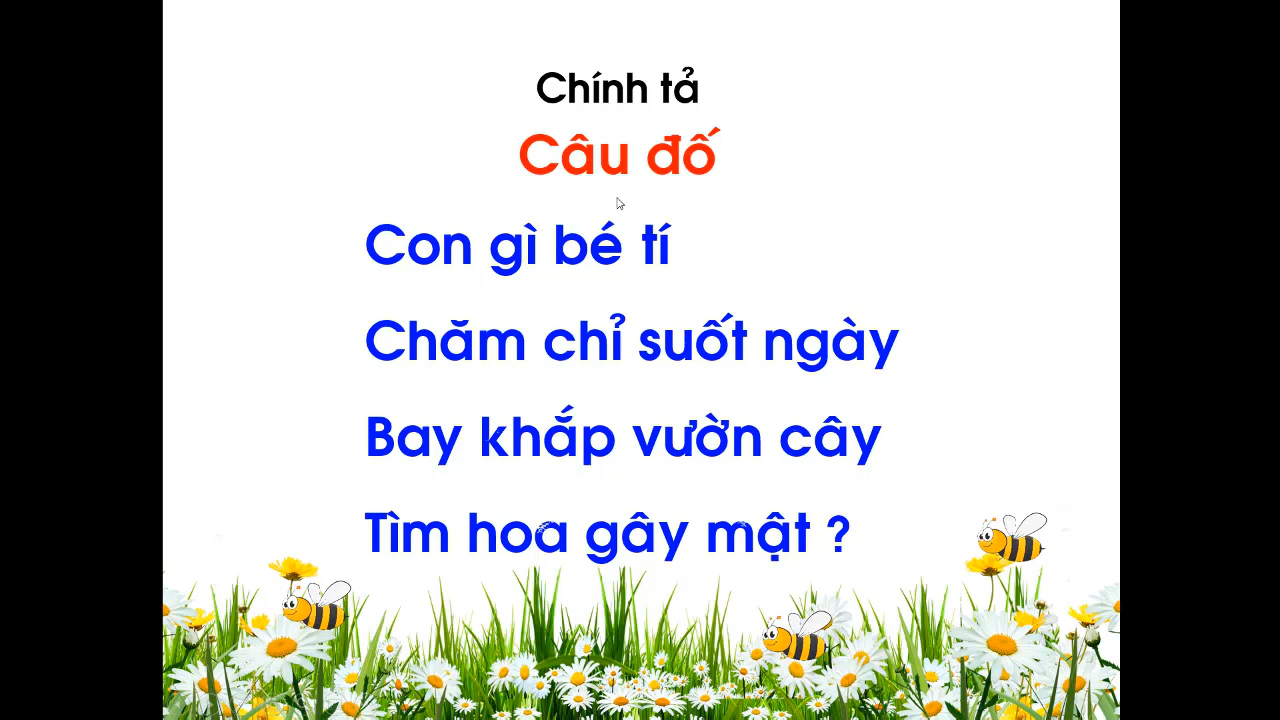 Chính tả
Câu đố
Con gì bé tí
Chăm chỉ suốt ngày
Bay khắp vườn cây
Tìm hoa gây mật ?